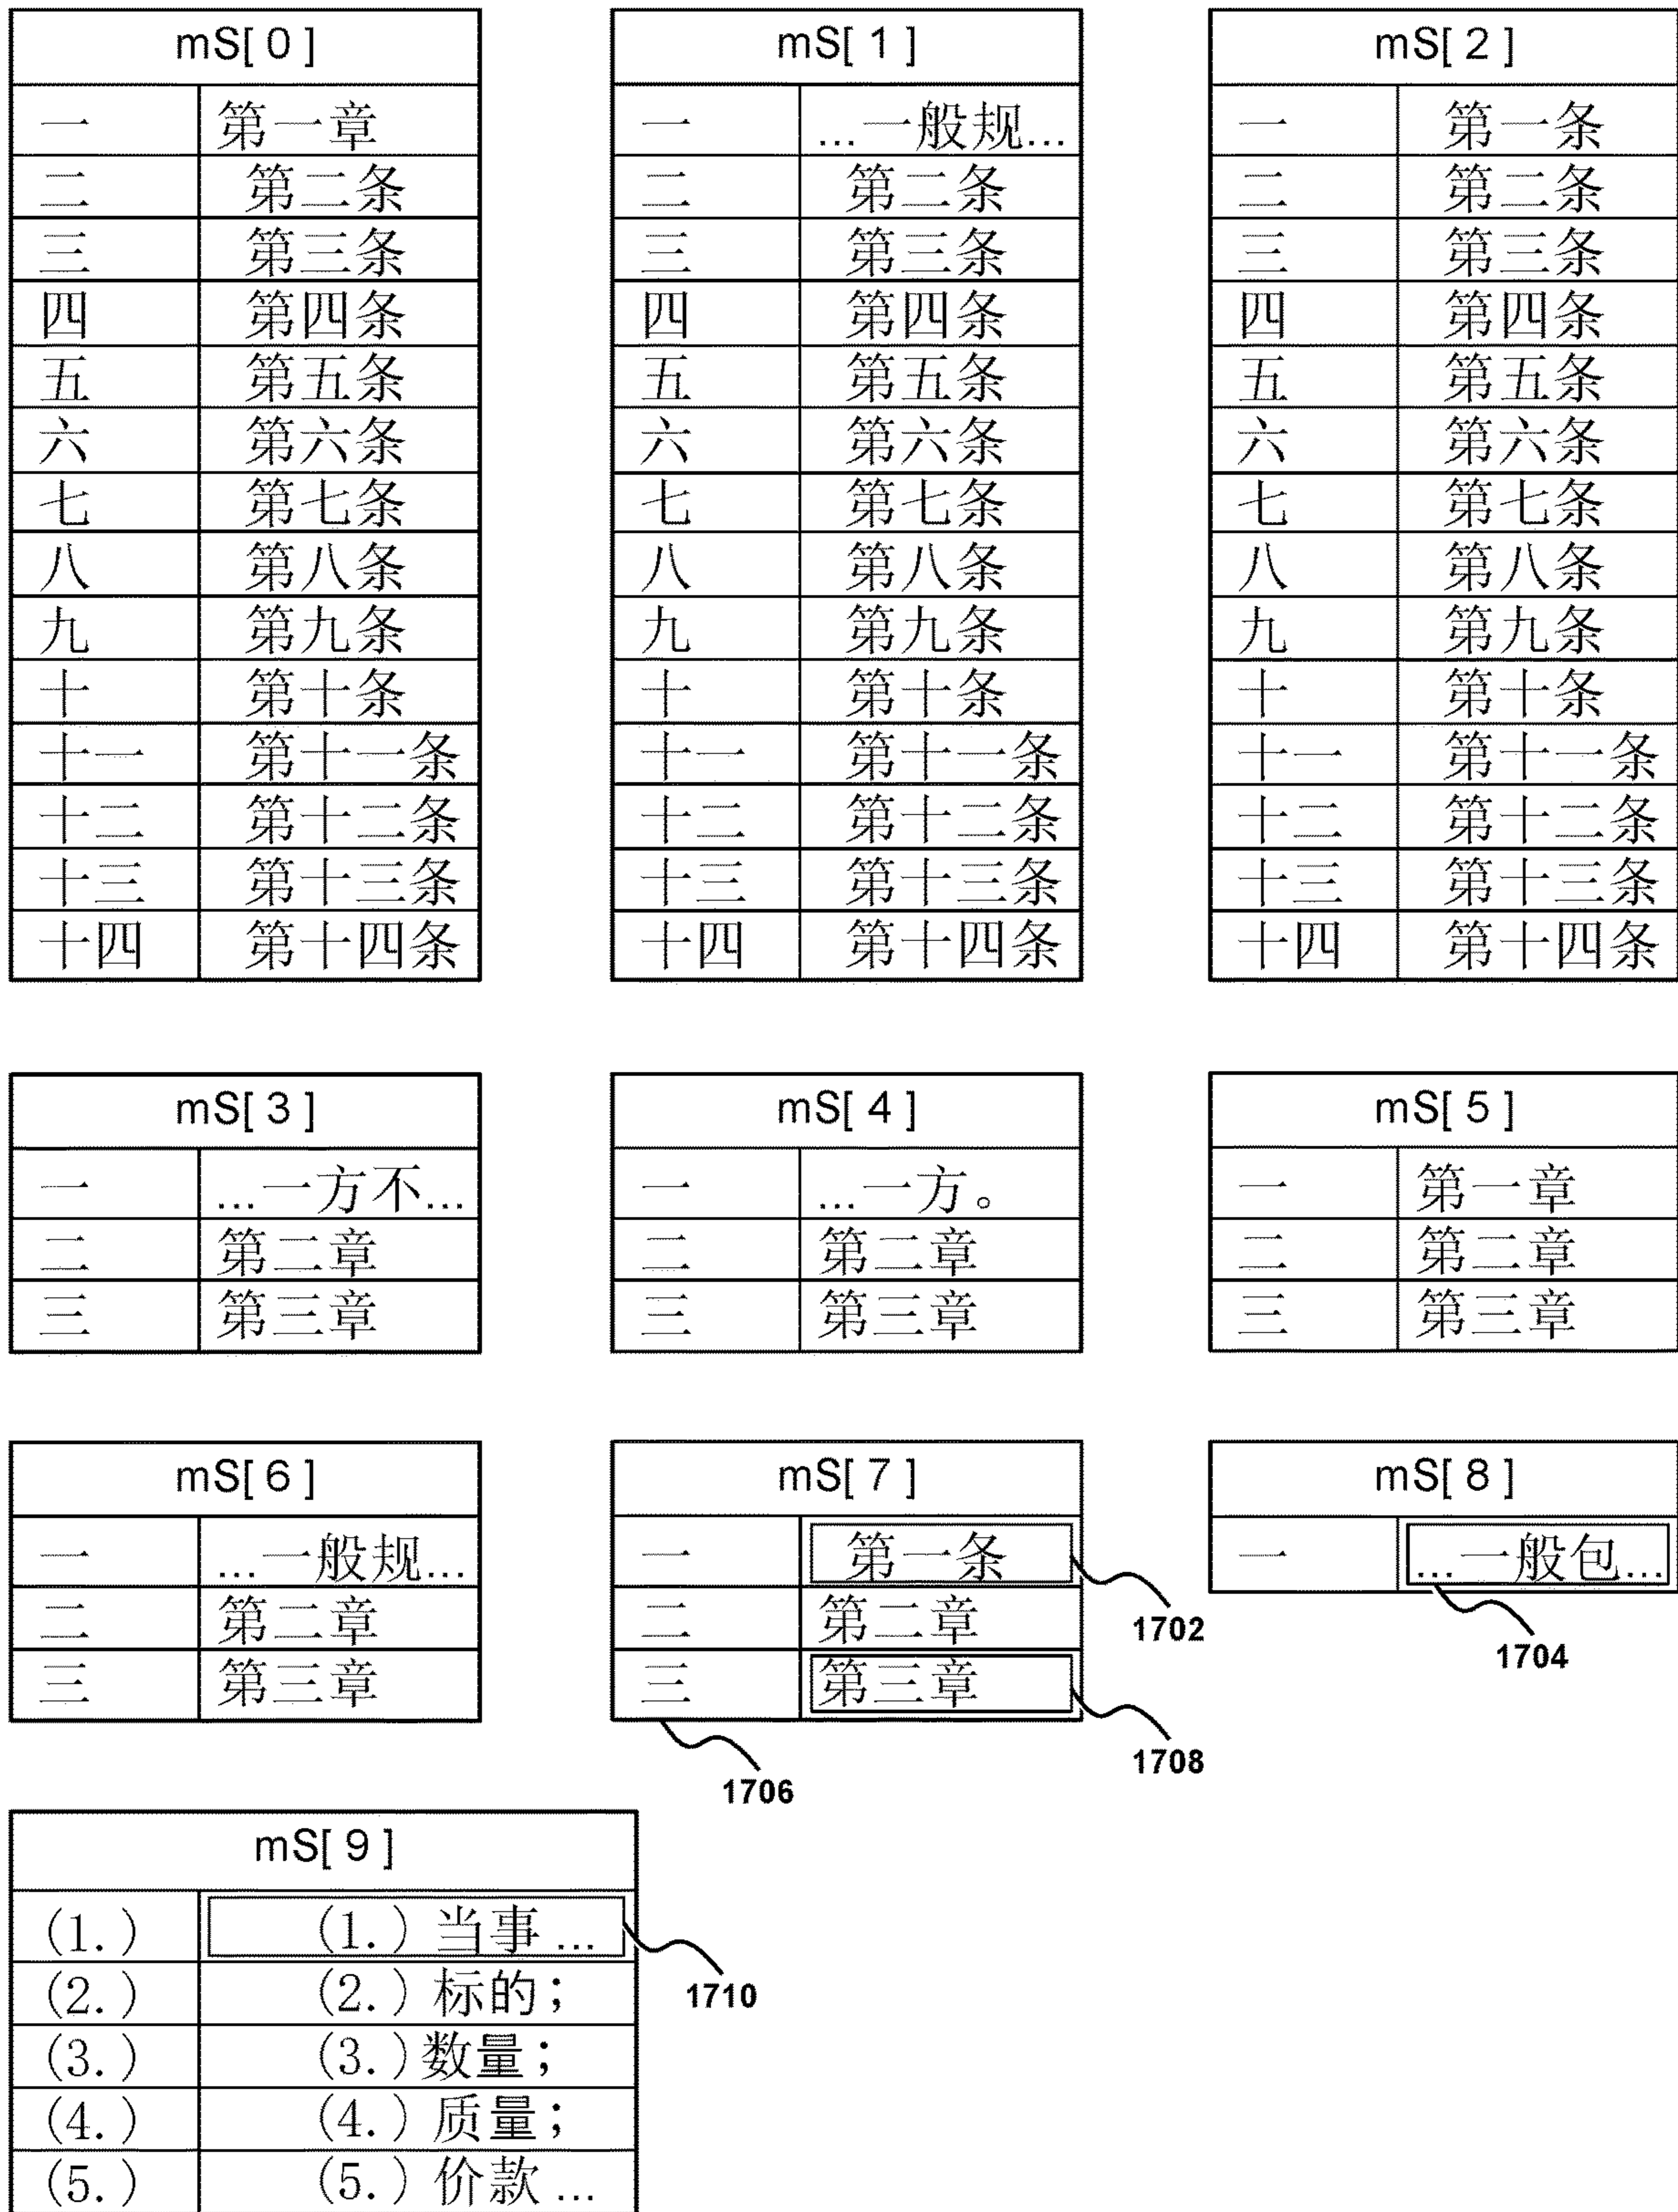 mS[ 0 ]
一 第一章
二 第二条
三 第三条
四 第四条
五 第五条
六 第六条
七 第七条
八 第八条
九 第九条
十 第十条
十一 第十一条
十二 第十二条
十三 第十三条
十四 第十四条
mS[ 1 ]
一 ...一般规...
二 第二条
三 第三条
四 第四条
五 第五条
六 第六条
七 第七条
八 第八条
九 第九条
十 第十条
十一 第十一条
十二 第十二条
十三 第十三条
十四 第十四条
mS[ 2 ]
一 第一条
二 第二条
三 第三条
四 第四条
五 第五条
六 第六条
七 第七条
八 第八条
九 第九条
十 第十条
十一 第十一条
十二 第十二条
十三 第十三条
十四 第十四条
mS[ 3 ]
一 ...一方不...
二 第二章
三 第三章
mS[ 4 ]
一 ...一方。
二 第二章
三 第三章
mS[ 5 ]
一 第一章
二 第二章
三 第三章
mS[ 6 ]
一 ...一般规...
二 第二章
三 第三章
mS[ 7 ]
一 第一条
二 第二章
三 第三章
1702
1708
1706
mS[ 8 ]
一 ...一般包...
1704
mS[ 9 ]
(1.) (1.) 当事 ...
(2.) (2.) 标的;
(3.) (3.) 数量;
(4.) (4.) 质量;
(5.) (5.) 价款 ...
1710